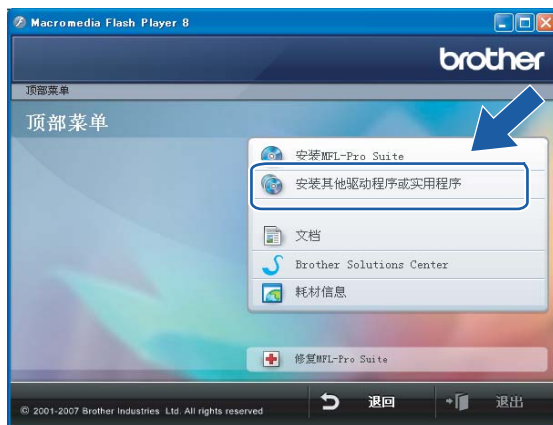 Macromedia Flash Player 8
brother
顶部菜单
顶部菜单
安装MFL-Pro Suite
安装其他驱动程序或实用程序
文档
Brother Solutions Center
耗材信息
修复MFL-Pro Suite
© 2001-2007 Brother Industries Ltd. All rights reserved
退回
退出